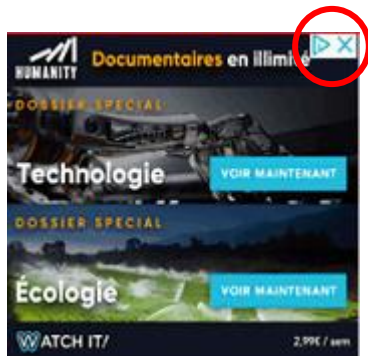 HUMANITY
Documentaires en illimité
DOSSIER SPECIAL
Technologie
VOIR MAINTENANT
DOSSIER SPECIAL
Écologie
VOIR MAINTENANT
WATCH IT!
2,99€ / sem